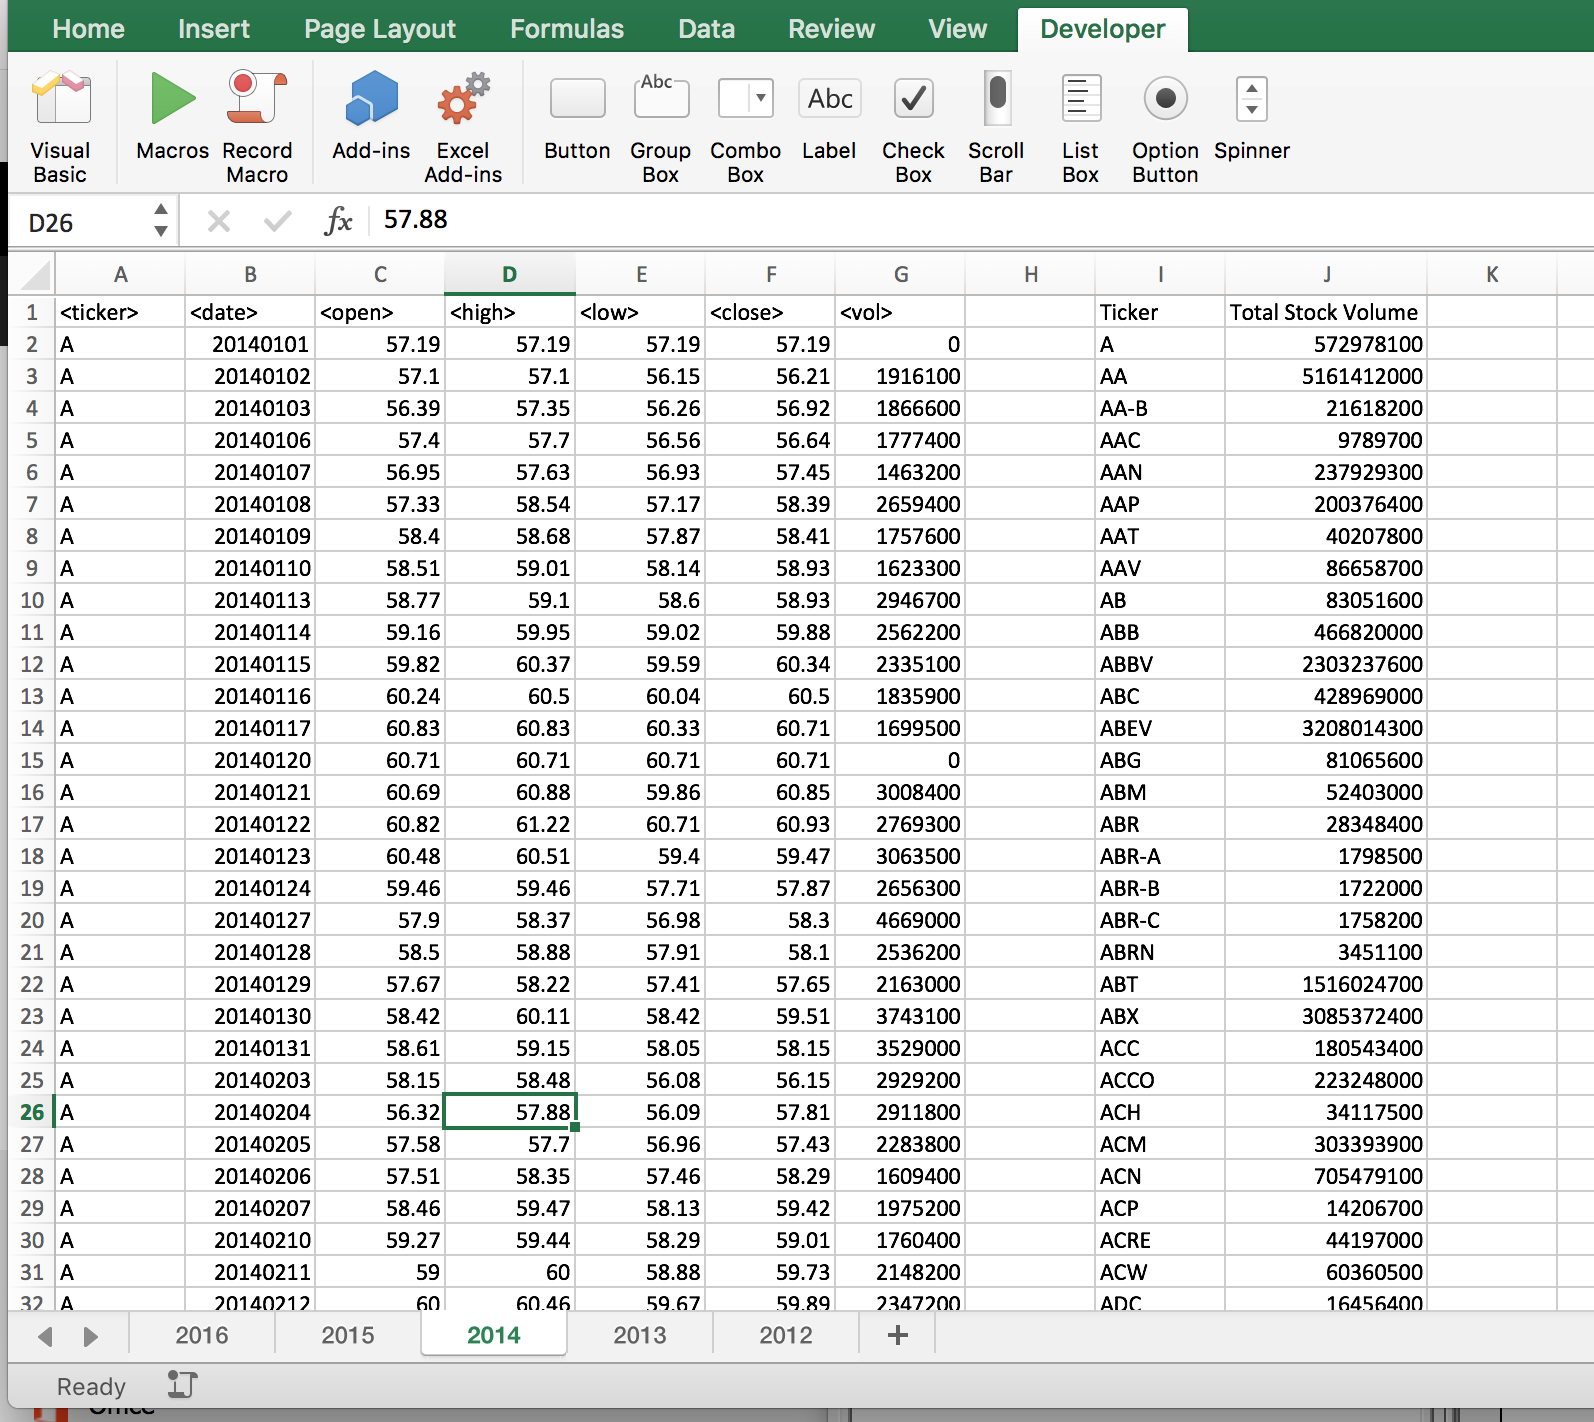 Home Insert Page Layout Formulas Data Review View Developer
Visual Basic Macros Record Macro Add-ins Excel Add-ins Button Group Box Combo Box Label Check Box Scroll Bar List Box Option Button Spinner
Abc Abc
D26 fx 57.88
A B C D E F G H I J K
1 <ticker> <date> <open> <high> <low> <close> <vol> Ticker Total Stock Volume
2 A 20140101 57.19 57.19 57.19 57.19 0 A 572978100
3 A 20140102 57.1 57.1 56.15 56.21 1916100 AA 5161412000
4 A 20140103 56.39 57.35 56.26 56.92 1866600 AA-B 21618200
5 A 20140106 57.4 57.7 56.56 56.64 1777400 AAC 9789700
6 A 20140107 56.95 57.63 56.93 57.45 1463200 AAN 237929300
7 A 20140108 57.33 58.54 57.17 58.39 2659400 AAP 200376400
8 A 20140109 58.4 58.68 57.87 58.41 1757600 AAT 40207800
9 A 20140110 58.51 59.01 58.14 58.93 1623300 AAV 86658700
10 A 20140113 58.77 59.1 58.6 58.93 2946700 AB 83051600
11 A 20140114 59.16 59.95 59.02 59.88 2562200 ABB 466820000
12 A 20140115 59.82 60.37 59.59 60.34 2335100 ABBV 2303237600
13 A 20140116 60.24 60.5 60.04 60.5 1835900 ABC 428969000
14 A 20140117 60.83 60.83 60.33 60.71 1699500 ABEV 3208014300
15 A 20140120 60.71 60.71 60.71 60.71 0 ABG 81065600
16 A 20140121 60.69 60.88 59.86 60.85 3008400 ABM 52403000
17 A 20140122 60.82 61.22 60.71 60.93 2769300 ABR 28348400
18 A 20140123 60.48 60.51 59.4 59.47 3063500 ABR-A 1798500
19 A 20140124 59.46 59.46 57.71 57.87 2656300 ABR-B 1722000
20 A 20140127 57.9 58.37 56.98 58.3 4669000 ABR-C 1758200
21 A 20140128 58.5 58.88 57.91 58.1 2536200 ABRN 3451100
22 A 20140129 57.67 58.22 57.41 57.65 2163000 ABT 1516024700
23 A 20140130 58.42 60.11 58.42 59.51 3743100 ABX 3085372400
24 A 20140131 58.61 59.15 58.05 58.15 3529000 ACC 180543400
25 A 20140203 58.15 58.48 56.08 56.15 2929200 ACCO 223248000
26 A 20140204 56.32 57.88 56.09 57.81 2911800 ACH 34117500
27 A 20140205 57.58 57.7 56.96 57.43 2283800 ACM 303393900
28 A 20140206 57.51 58.35 57.46 58.29 1609400 ACN 705479100
29 A 20140207 58.46 59.47 58.13 59.42 1975200 ACP 14206700
30 A 20140210 59.27 59.44 58.29 59.01 1760400 ACRE 44197000
31 A 20140211 59 60 58.88 59.73 2148200 ACW 60360500
32 A 20140212 60 60.46 59.67 59.89 2347200 ADC 16456400
2016 2015 2014 2013 2012 +
Ready
Office